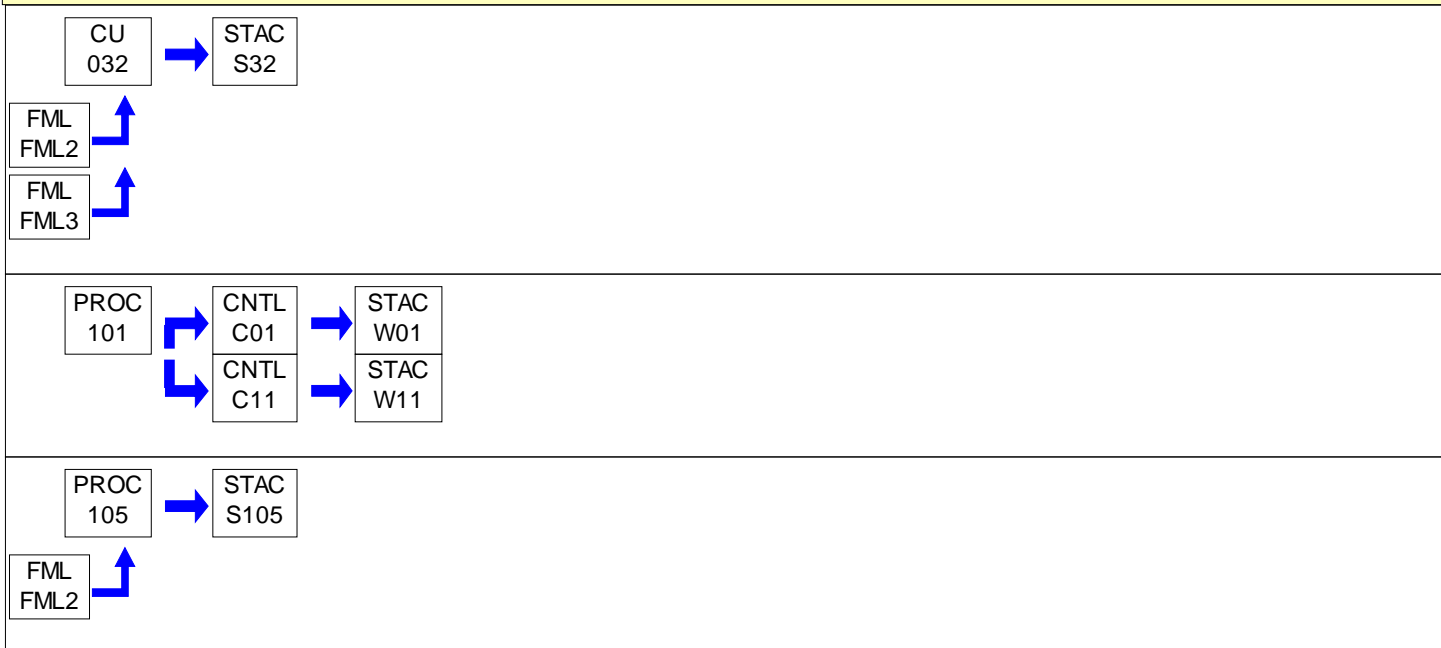 CU
032
STAC
S32
FML
FML2
FML
FML3
PROC
101
CNTL
C01
STAC
W01
CNTL
C11
STAC
W11
PROC
105
STAC
S105
FML
FML2